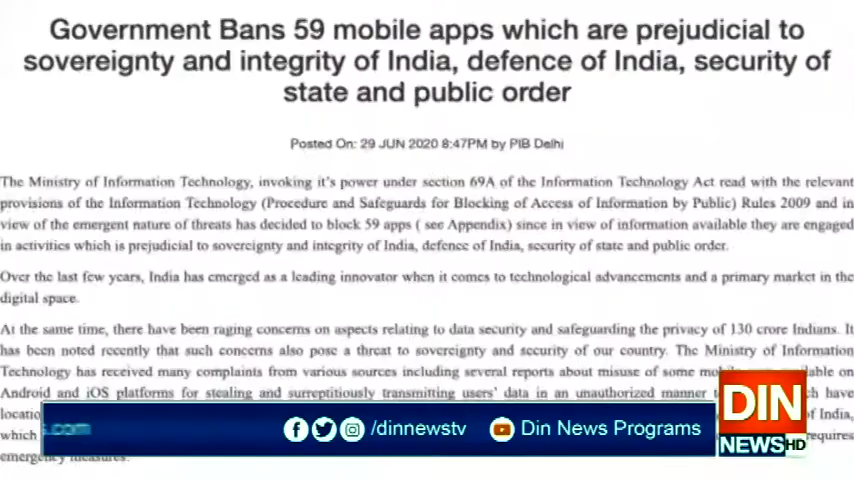 Government Bans 59 mobile apps which are prejudicial to
sovereignty and integrity of India, defence of India, security of
state and public order
Posted On: 29 JUN 2020 8:47PM by PIB Delhi
The Ministry of Information Technology, invoking it's power under section 69A of the Information Technology Act read with the relevant
provisions of the Information Technology (Procedure and Safeguards for Blocking of Access of Information by Public) Rules 2009 and in
view of the emergent nature of threats has decided to block 59 apps ( see Appendix) since in view of information available they are engaged
in activities which is prejudicial to sovereignty and integrity of India, defence of India, security of state and public order.
Over the last few years, India has emerged as a leading innovator when it comes to technological advancements and a primary market in the
digital space.
At the same time, there have been raging concerns on aspects relating to data security and safeguarding the privacy of 130 crore Indians. It
has been noted recently that such concerns also pose a threat to sovereignty and security of our country. The Ministry of Information
Technology has received many complaints from various sources including several reports about misuse of some on
Android and iOS platforms for stealing and surreptitiously transmitting users' data in an unauthorized manner have
of India,
which requires
emergency measures.
.com
/dinnewstv Din News Programs
DIN
NEWS HD